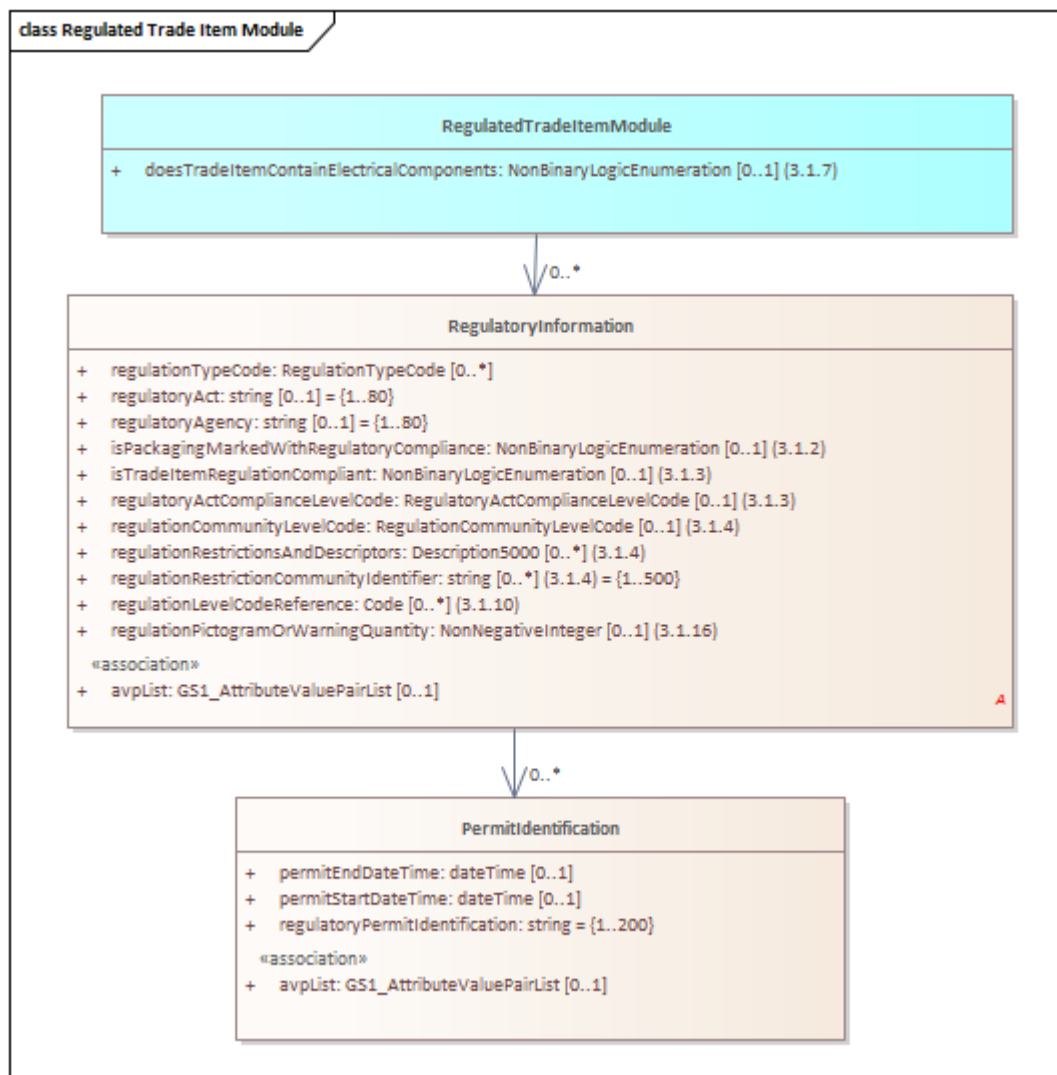 class Regulated Trade Item Module
RegulatedTradeItemModule
+ doesTradeItemContainElectricalComponents: NonBinaryLogicEnumeration [0..1] (3.1.7)
0..*
RegulatoryInformation
+ regulationTypeCode: RegulationTypeCode [0..*]
+ regulatoryAct: string [0..1] = {1..80}
+ regulatoryAgency: string [0..1] = {1..80}
+ isPackagingMarkedWithRegulatoryCompliance: NonBinaryLogicEnumeration [0..1] (3.1.2)
+ isTradeItemRegulationCompliant: NonBinaryLogicEnumeration [0..1] (3.1.3)
+ regulatoryActComplianceLevelCode: RegulatoryActComplianceLevelCode [0..1] (3.1.3)
+ regulationCommunityLevelCode: RegulationCommunityLevelCode [0..1] (3.1.4)
+ regulationRestrictionsAndDescriptors: Description5000 [0..*] (3.1.4)
+ regulationRestrictionCommunityIdentifier: string [0..*] (3.1.4) = {1..500}
+ regulationLevelCodeReference: Code [0..*] (3.1.10)
+ regulationPictogramOrWarningQuantity: NonNegativeInteger [0..1] (3.1.16)
«association»
+ avpList: GS1_AttributeValuePairList [0..1]
A
0..*
PermitIdentification
+ permitEndDateTime: dateTime [0..1]
+ permitStartDateTime: dateTime [0..1]
+ regulatoryPermitIdentification: string = {1..200}
«association»
+ avpList: GS1_AttributeValuePairList [0..1]